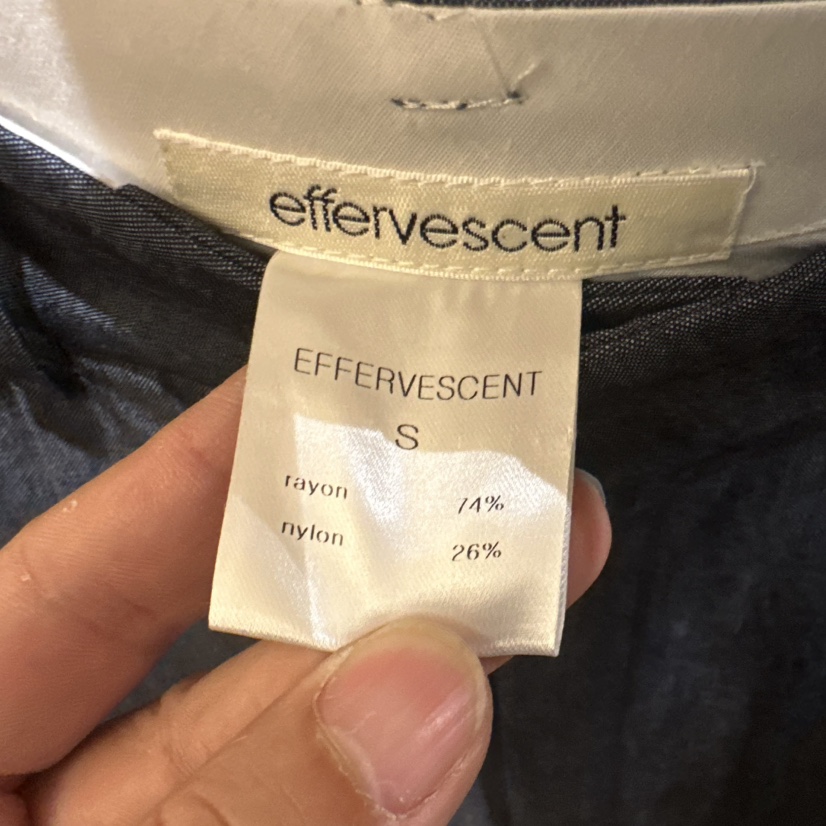 effervescent
EFFERVESCENT
S
rayon 74%
nylon 26%